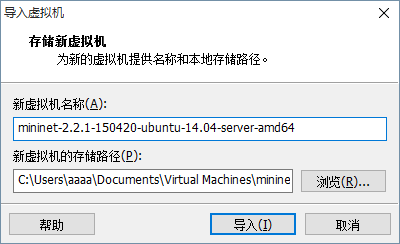 导入虚拟机
存储新虚拟机
为新的虚拟机提供名称和本地存储路径。
新虚拟机名称(A):
mininet-2.2.1-150420-ubuntu-14.04-server-amd64
新虚拟机的存储路径(P):
C:\Users\aaaa\Documents\Virtual Machines\minine
浏览(R)...
帮助
导入(I)
取消